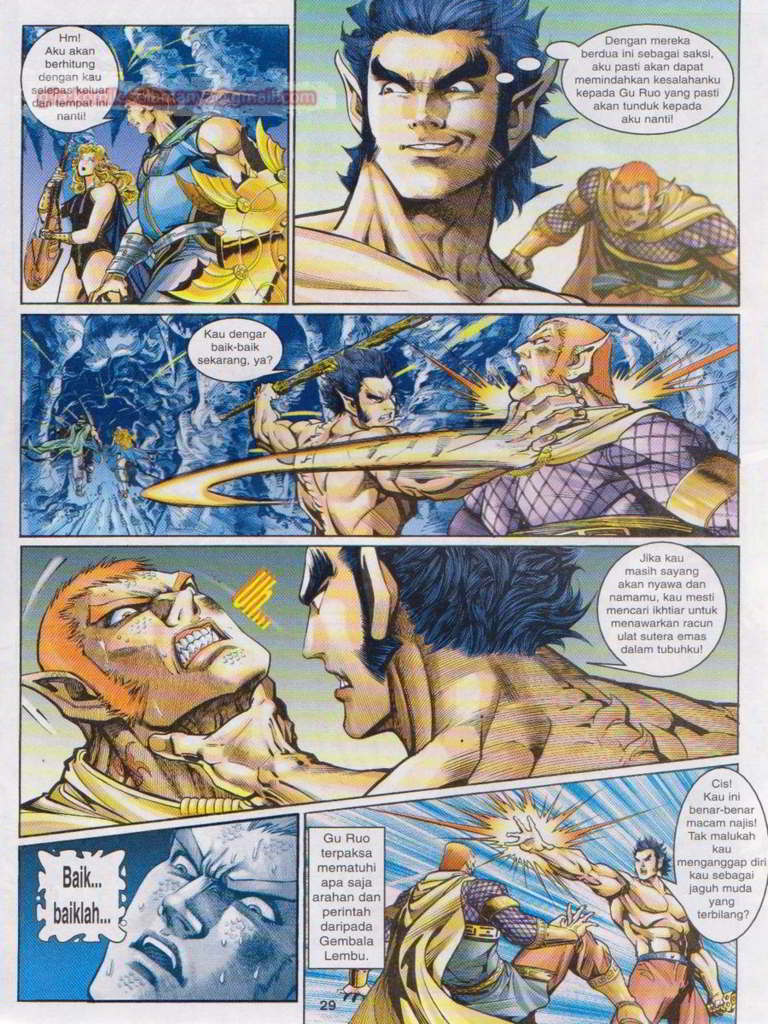 Hm!
Aku akan
berhitung
dengan kau
selepas keluar
dari tempat ini
nanti!
Dengan mereka
berdua ini sebagai saksi,
aku pasti akan dapat
memindahkan kesalahanku
kepada Gu Ruo yang pasti
akan tunduk kepada
aku nanti!
Kau dengar
baik-baik
sekarang, ya?
Jika kau
masih sayang
akan nyawa dan
namamu, kau mesti
mencari ikhtiar untuk
menawarkan racun
ulat sutera emas
dalam tubuhku!
Baik...
baiklah...
Gu Ruo
terpaksa
mematuhi
apa saja
arahan dan
perintah
daripada
Gembala
Lembu.
Cis!
Kau ini
benar-benar
macam najis!
Tak malukah
kau
menganggap diri
kau sebagai
jaguh muda
yang
terbilang?
29